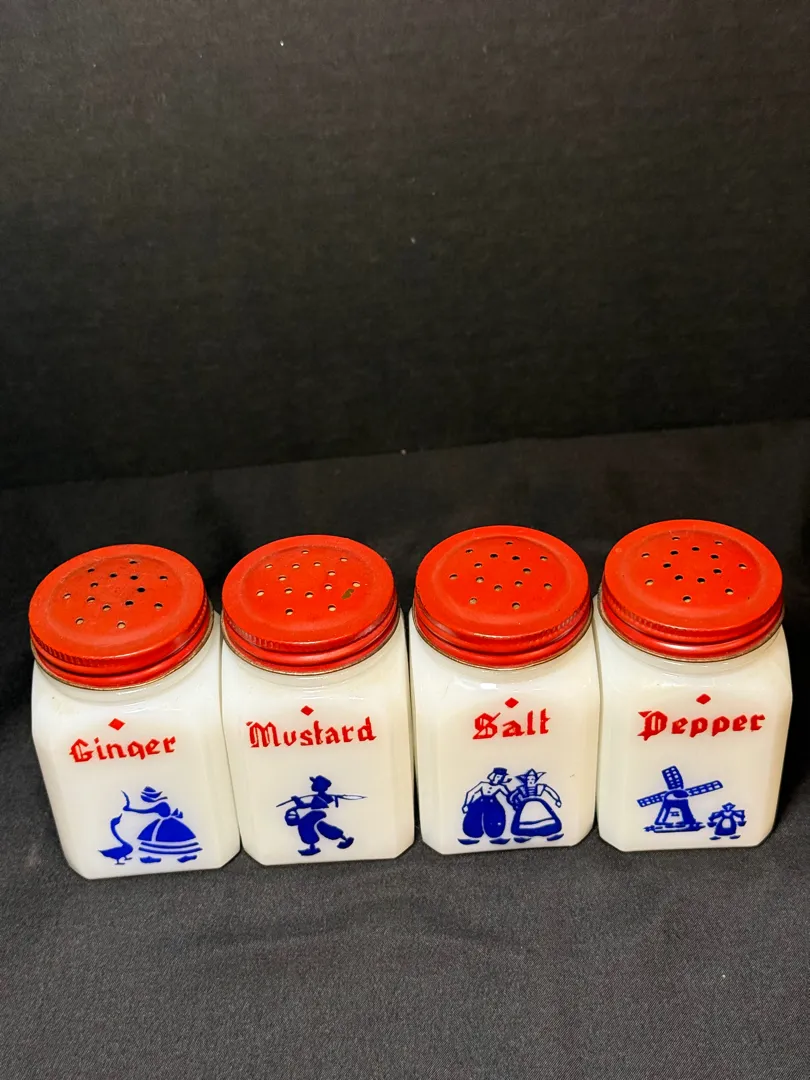 Ginger
Mustard
Salt
Pepper